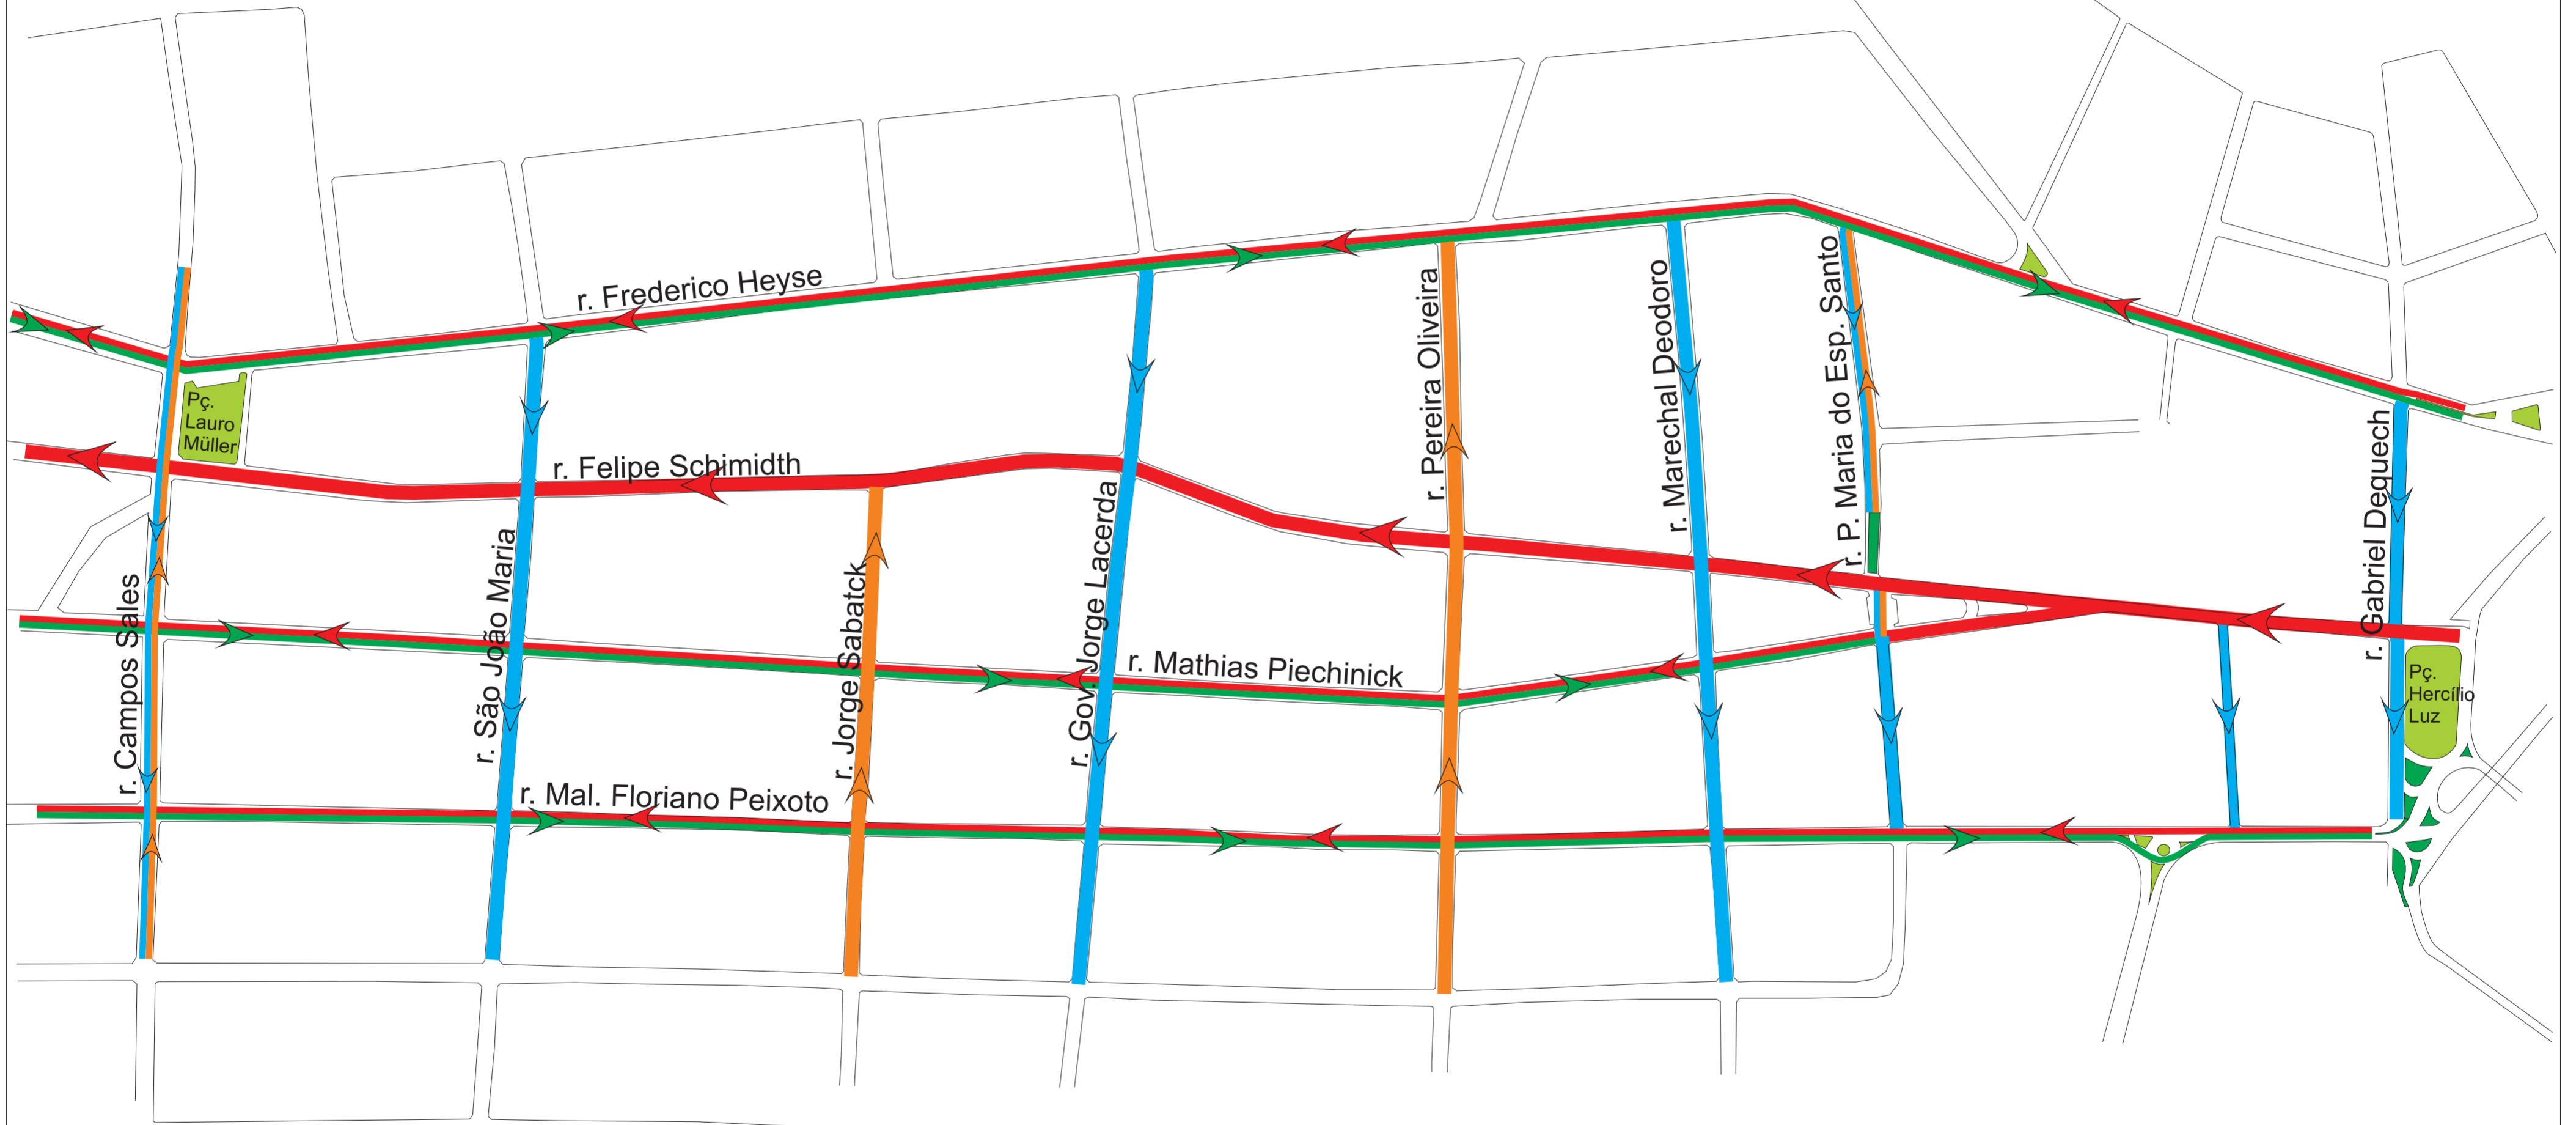 r. Frederico Heyse
Pç.
Lauro
Müller
r. Felipe Schimidth
r. Campos Sales
r. São João Maria
r. Jorge Sabatck
r. Gov. Jorge Lacerda
r. Pereira Oliveira
r. Marechal Deodoro
r. P. Maria do Esp. Santo
r. Gabriel Dequech
r. Mathias Piechinick
Pç.
Hercílio
Luz
r. Mal. Floriano Peixoto